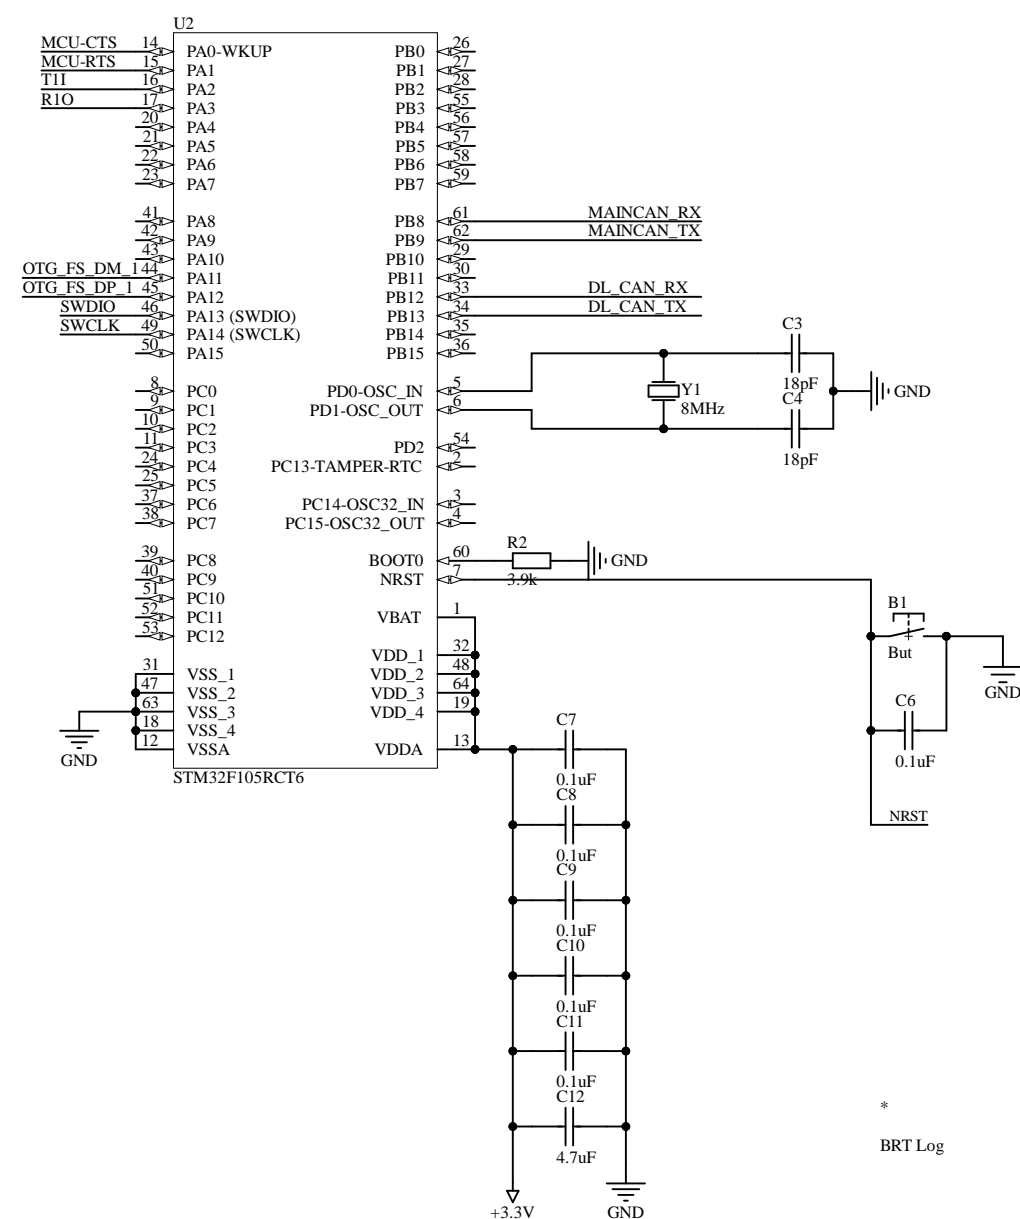 U2
MCU-CTS 14 PA0-WKUP PB0 26
MCU-RTS 15 PA1 PB1 27
T1I 16 PA2 PB2 28
R1O 17 PA3 PB3 55
20 PA4 PB4 56
21 PA5 PB5 57
22 PA6 PB6 58
23 PA7 PB7 59
41 PA8 PB8 61 MAINCAN_RX
42 PA9 PB9 62 MAINCAN_TX
43 PA10 PB10 29
OTG_FS_DM_1 44 PA11 PB11 30
OTG_FS_DP_1 45 PA12 PB12 33 DL_CAN_RX
SWDIO 46 PA13 (SWDIO) PB13 34 DL_CAN_TX
SWCLK 49 PA14 (SWCLK) PB14 35
50 PA15 PB15 36
C3
18pF
8 PC0 PD0-OSC_IN 5 Y1 GND
9 PC1 PD1-OSC_OUT 6 8MHz C4
10 PC2
11 PC3 PD2 54
18pF
24 PC4 PC13-TAMPER-RTC 2
25 PC5
37 PC6 PC14-OSC32_IN 3
38 PC7 PC15-OSC32_OUT 4
R2
39 PC8 BOOT0 60 GND
40 PC9 NRST 7 3.9k
51 PC10
B1
52 PC11 VBAT 1
53 PC12
But
VDD_1 32
31 VSS_1 VDD_2 48
47 VSS_2 VDD_3 64 GND
63 VSS_3 VDD_4 19 C6
18 VSS_4
12 VSSA VDDA 13 C7
GND
0.1uF
STM32F105RCT6 0.1uF
C8
NRST
0.1uF
C9
0.1uF
C10
0.1uF
C11
0.1uF
C12
4.7uF
*
BRT Log
+3.3V GND